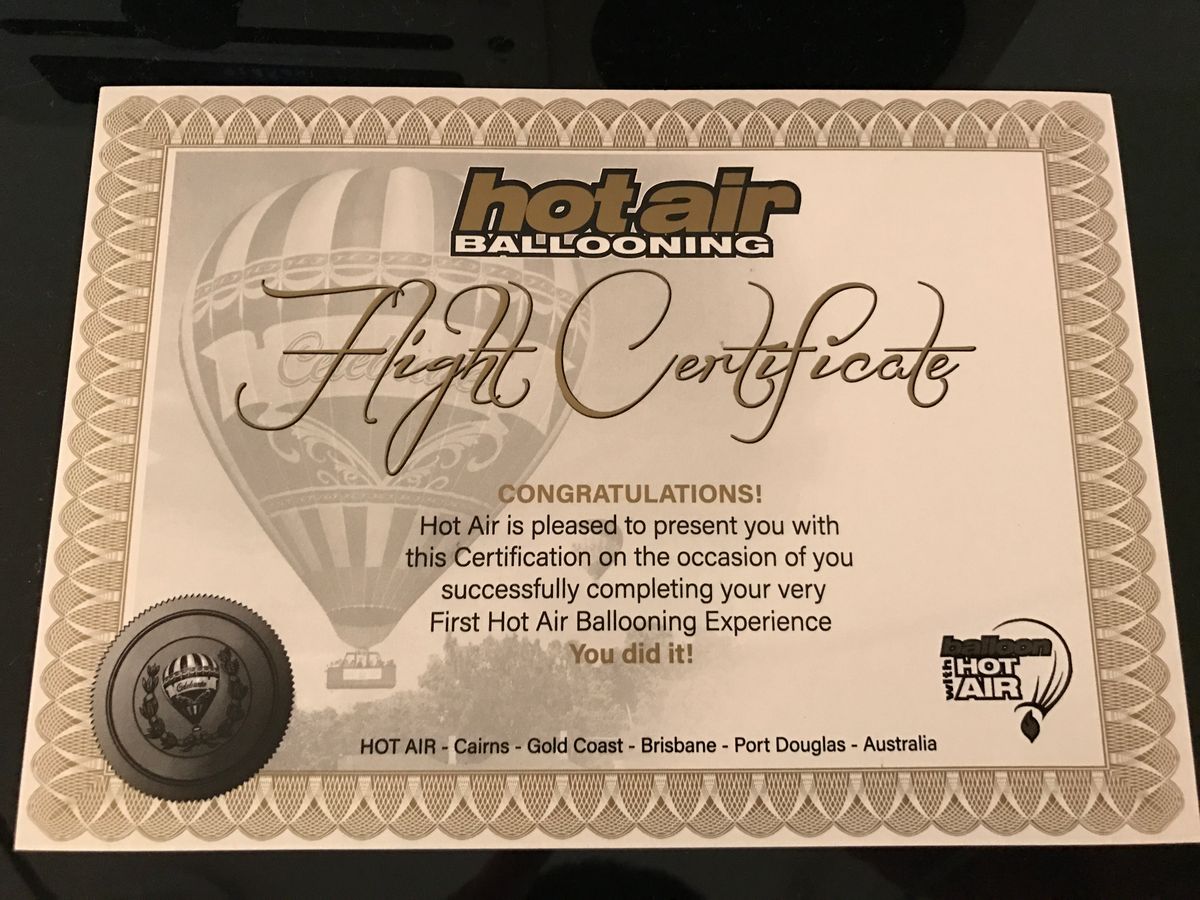 hot air
BALLOONING
Flight Certificate
CONGRATULATIONS!
Hot Air is pleased to present you with
this Certification on the occasion of you
successfully completing your very
First Hot Air Ballooning Experience
You did it!
balloon
with HOT
AIR
HOT AIR - Cairns - Gold Coast - Brisbane - Port Douglas - Australia